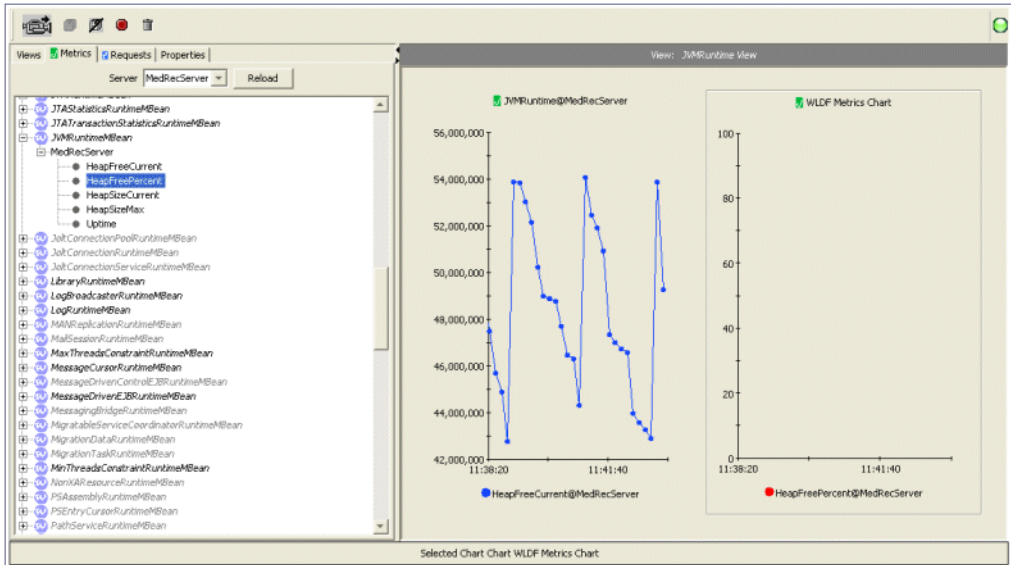 Views Metrics Requests Properties
View: JVMRuntime View
Server MedRecServer Reload
JTAStatisticsRuntimeMBean
JTATransactionStatisticsRuntimeMBean
JVMRuntimeMBean
MedRecServer
HeapFreeCurrent
HeapFreePercent
HeapSizeCurrent
HeapSizeMax
Uptime
JoltConnectionPoolRuntimeMBean
JoltConnectionRuntimeMBean
JoltConnectionServiceRuntimeMBean
LibraryRuntimeMBean
LogBroadcasterRuntimeMBean
LogRuntimeMBean
MANReplicationRuntimeMBean
MailSessionRuntimeMBean
MaxThreadsConstraintRuntimeMBean
MessageCursorRuntimeMBean
MessageDrivenControlEJBRuntimeMBean
MessageDrivenEJBRuntimeMBean
MessagingBridgeRuntimeMBean
MigratableServiceCoordinatorRuntimeMBean
MigrationDataRuntimeMBean
MigrationTaskRuntimeMBean
MinThreadsConstraintRuntimeMBean
NonXAResourceRuntimeMBean
PSAssemblyRuntimeMBean
PSEntryCursorRuntimeMBean
PathServiceRuntimeMBean
JVMRuntime@MedRecServer
56,000,000
54,000,000
52,000,000
50,000,000
48,000,000
46,000,000
44,000,000
42,000,000
11:38:20 11:41:40
HeapFreeCurrent@MedRecServer
WLDF Metrics Chart
100
80
60
40
20
0
11:38:20 11:41:40
HeapFreePercent@MedRecServer
Selected Chart Chart WLDF Metrics Chart